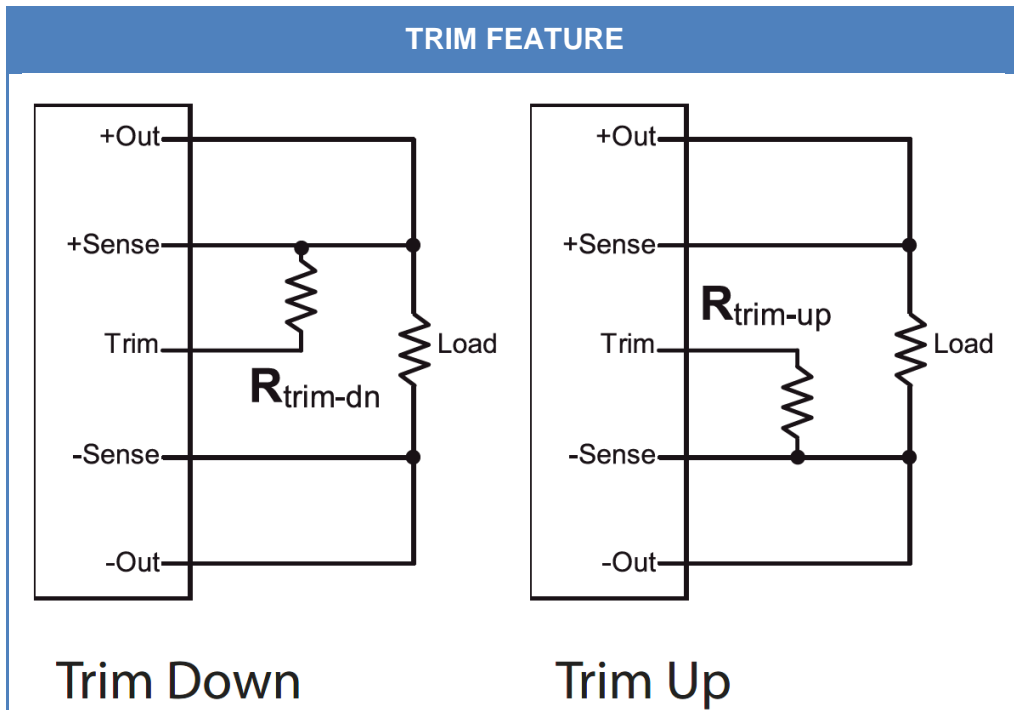 TRIM FEATURE
+Out
+Sense
Trim
Rtrim-dn
Load
-Sense
-Out
Trim Down
+Out
+Sense
Rtrim-up
Trim
Load
-Sense
-Out
Trim Up